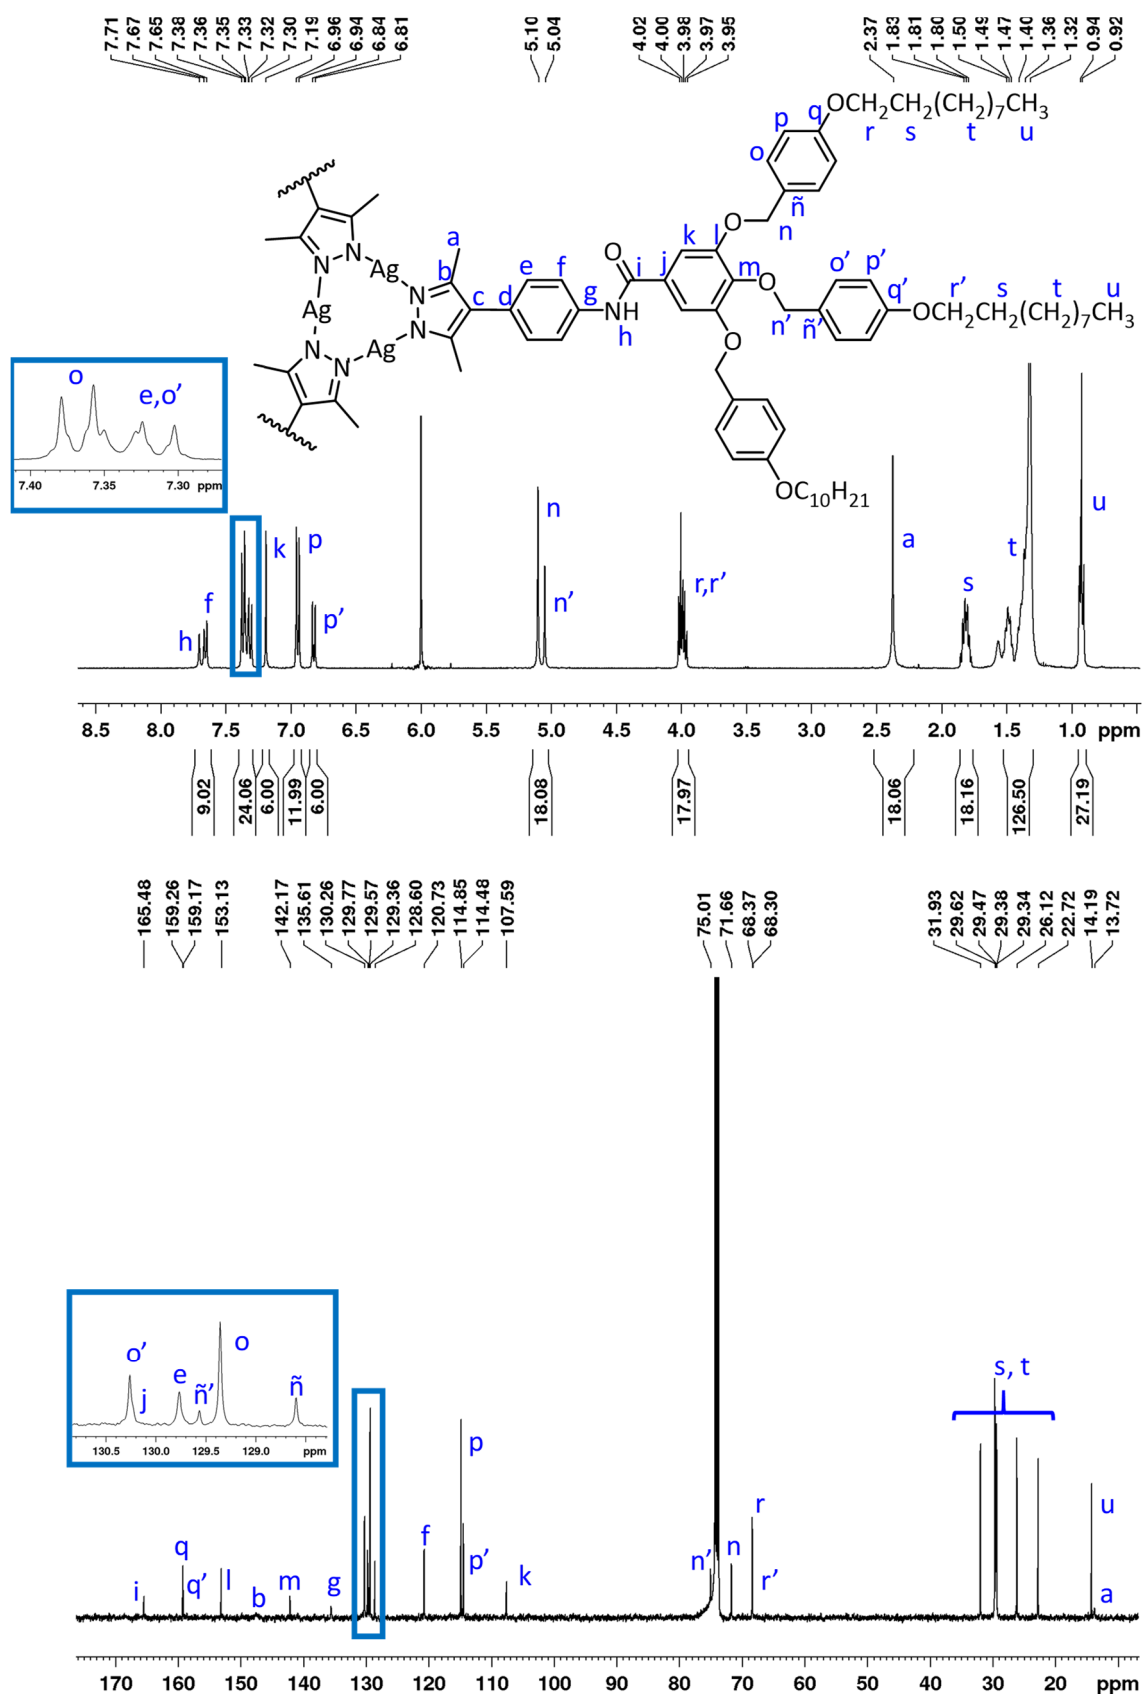 7.71 7.67 7.65 7.38 7.36 7.35 7.33 7.32 7.30 7.19 6.96 6.94 6.84 6.81 5.10 5.04 4.02 4.00 3.98 3.97 3.95 2.37 1.83 1.81 1.80 1.50 1.49 1.47 1.40 1.36 1.32 0.94 0.92
q OCH2CH2(CH2)7CH3
p r s t u
o
ñ
n
a O k l O
b e f i j m O o' p' r' s t u
N N Ag N c d g q' OCH2CH2(CH2)7CH3
Ag N N H h n' ñ'
N N Ag O
OC10H21
o e,o'
7.40 7.35 7.30 ppm
h f k p p' n n' r,r' a s t u
8.5 8.0 7.5 7.0 6.5 6.0 5.5 5.0 4.5 4.0 3.5 3.0 2.5 2.0 1.5 1.0 ppm
9.02 24.06 6.00 11.99 6.00 18.08 17.97 18.06 18.16 126.50 27.19
165.48 159.26 159.17 153.13 142.17 135.61 130.26 129.77 129.57 129.36 128.60 120.73 114.85 114.48 107.59 75.01 71.66 68.37 68.30 31.93 29.62 29.47 29.38 29.34 26.12 22.72 14.19 13.72
o' j e ñ' o ñ
130.5 130.0 129.5 129.0 ppm
i q q' l b m g f p p' k n' n r r' s, t u a
170 160 150 140 130 120 110 100 90 80 70 60 50 40 30 20 ppm